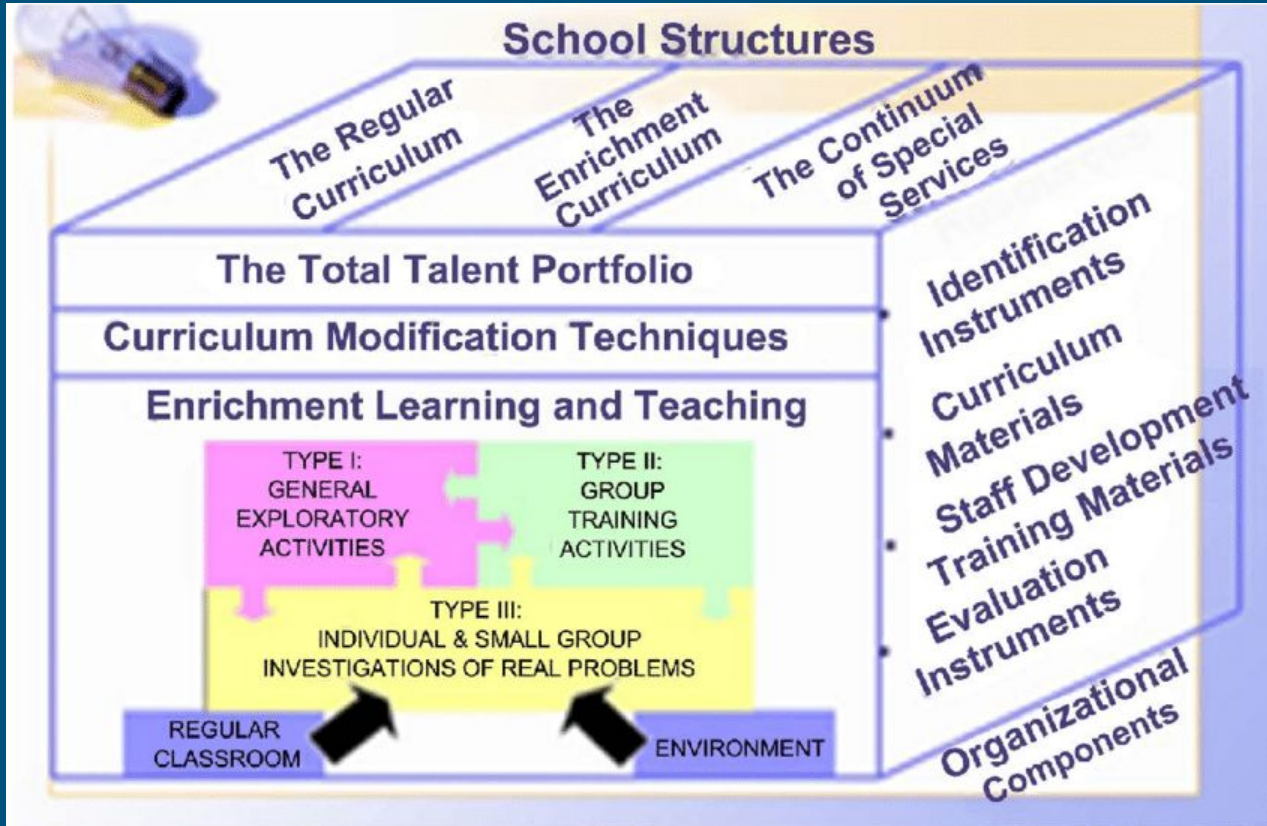 School Structures
The Regular
Curriculum
The
Enrichment
Curriculum
The Continuum
of Special
Services
The Total Talent Portfolio
Curriculum Modification Techniques
Enrichment Learning and Teaching
TYPE I:
GENERAL
EXPLORATORY
ACTIVITIES
TYPE II:
GROUP
TRAINING
ACTIVITIES
TYPE III:
INDIVIDUAL & SMALL GROUP
INVESTIGATIONS OF REAL PROBLEMS
REGULAR
CLASSROOM
ENVIRONMENT
Identification
Instruments
Curriculum
Materials
Staff Development
Training Materials
Evaluation
Instruments
Organizational
Components